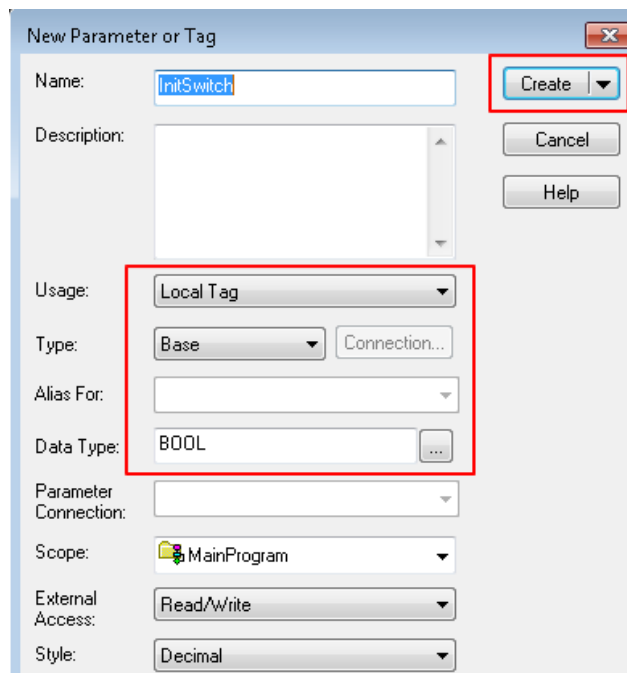 New Parameter or Tag
Name: InitSwitch Create
Description: Cancel
Help
Usage: Local Tag
Type: Base Connection...
Alias For:
Data Type: BOOL ...
Parameter
Connection:
Scope: MainProgram
External
Access: Read/Write
Style: Decimal